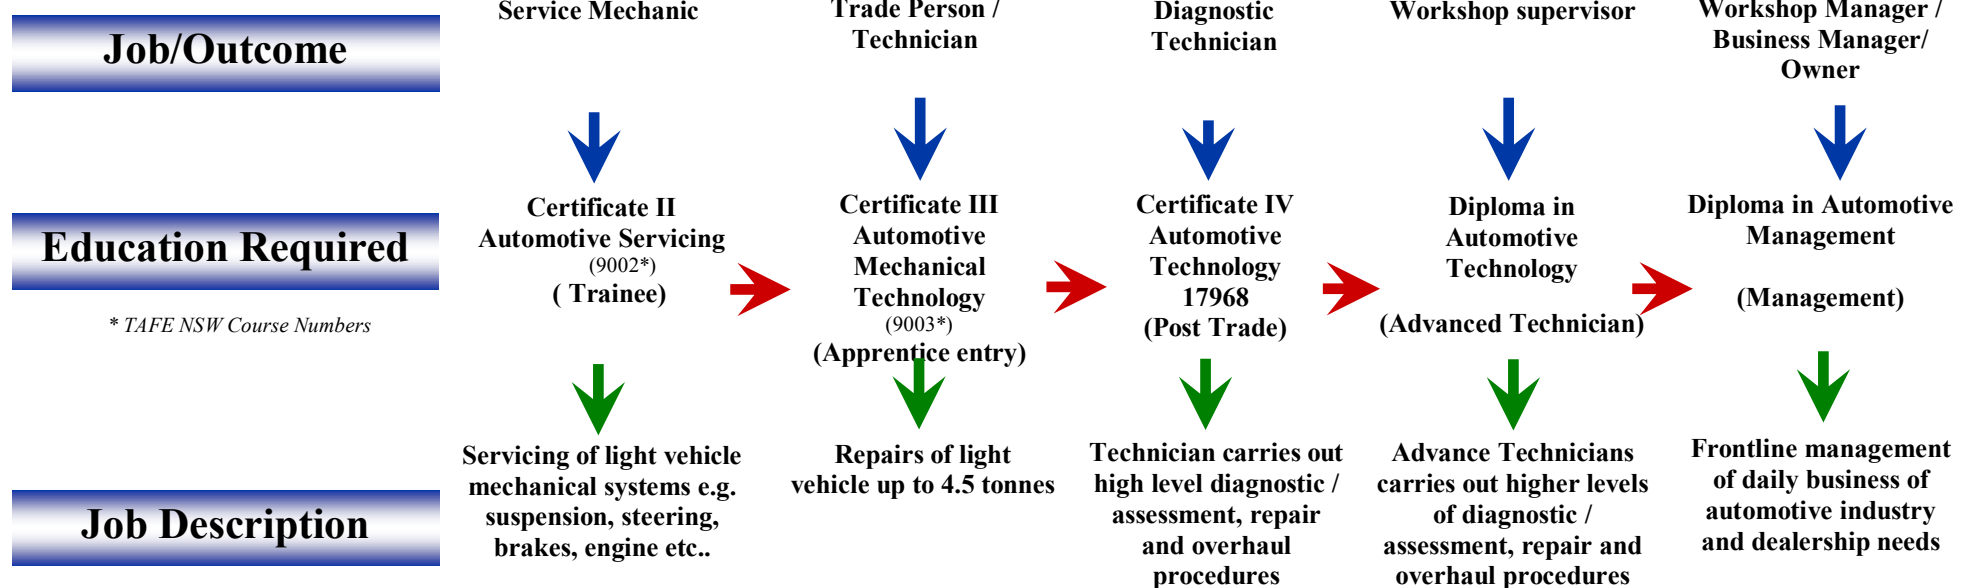 Job/Outcome
Service Mechanic
Trade Person /
Technician
Diagnostic
Technician
Workshop supervisor
Workshop Manager /
Business Manager/
Owner
Education Required
* TAFE NSW Course Numbers
Certificate II
Automotive Servicing
(9002*)
( Trainee)
Certificate III
Automotive
Mechanical
Technology
(9003*)
(Apprentice entry)
Certificate IV
Automotive
Technology
17968
(Post Trade)
Diploma in
Automotive
Technology
(Advanced Technician)
Diploma in Automotive
Management
(Management)
Job Description
Servicing of light vehicle
mechanical systems e.g.
suspension, steering,
brakes, engine etc..
Repairs of light
vehicle up to 4.5 tonnes
Technician carries out
high level diagnostic /
assessment, repair
and overhaul
procedures
Advance Technicians
carries out higher levels
of diagnostic /
assessment, repair and
overhaul procedures
Frontline management
of daily business of
automotive industry
and dealership needs